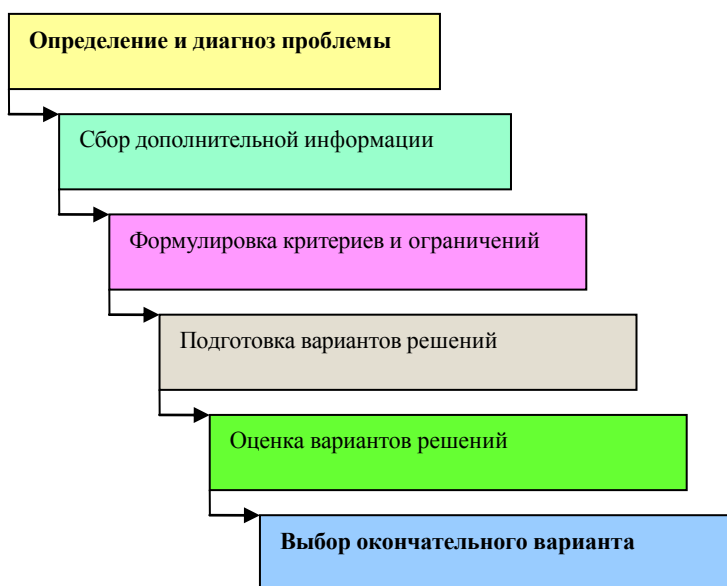 Определение и диагноз проблемы
Сбор дополнительной информации
Формулировка критериев и ограничений
Подготовка вариантов решений
Оценка вариантов решений
Выбор окончательного варианта